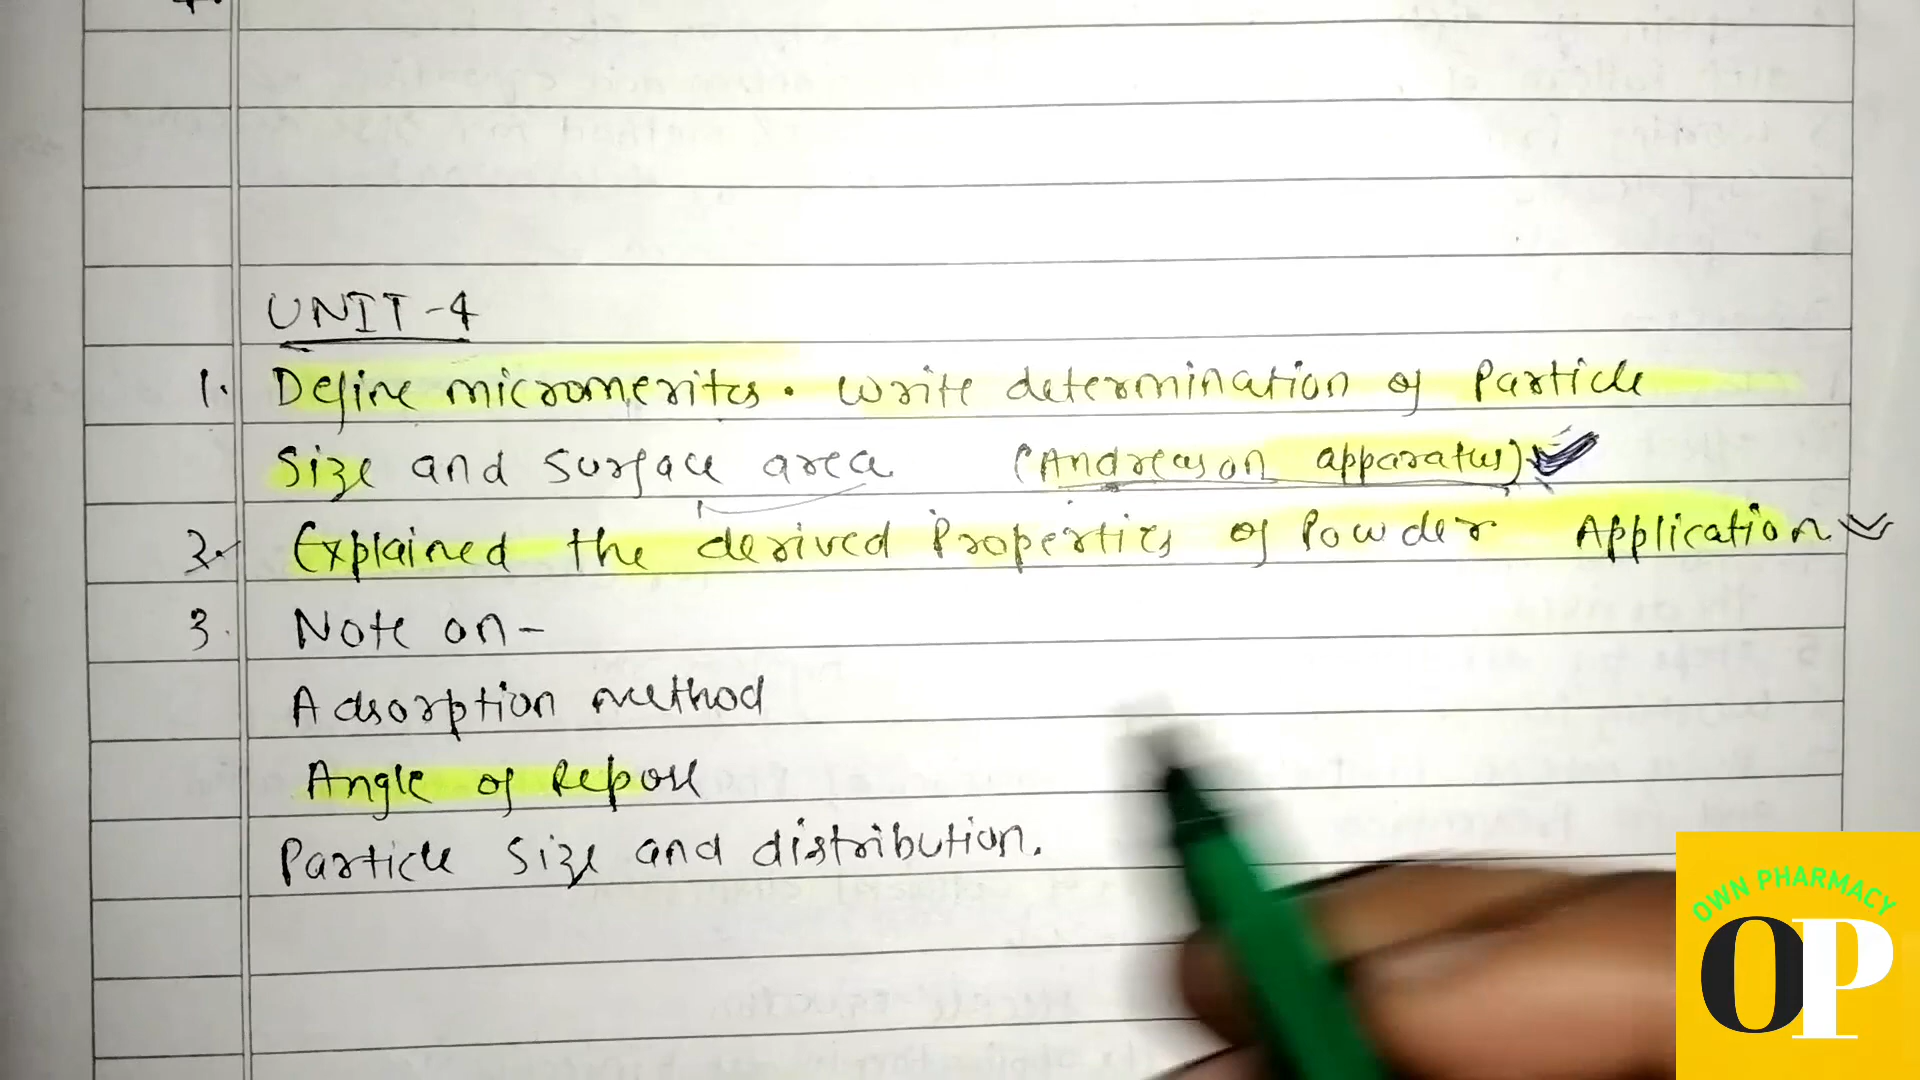 UNIT-4
1. Define micromeritcs. Write determination of Particle
Size and surface area (Andreason apparatus)
2. Explained the derived Properties of Powder Application
3. Note on-
Adsorption method
Angle of Repose
Particle Size and distribution.
OWN PHARMACY
OP